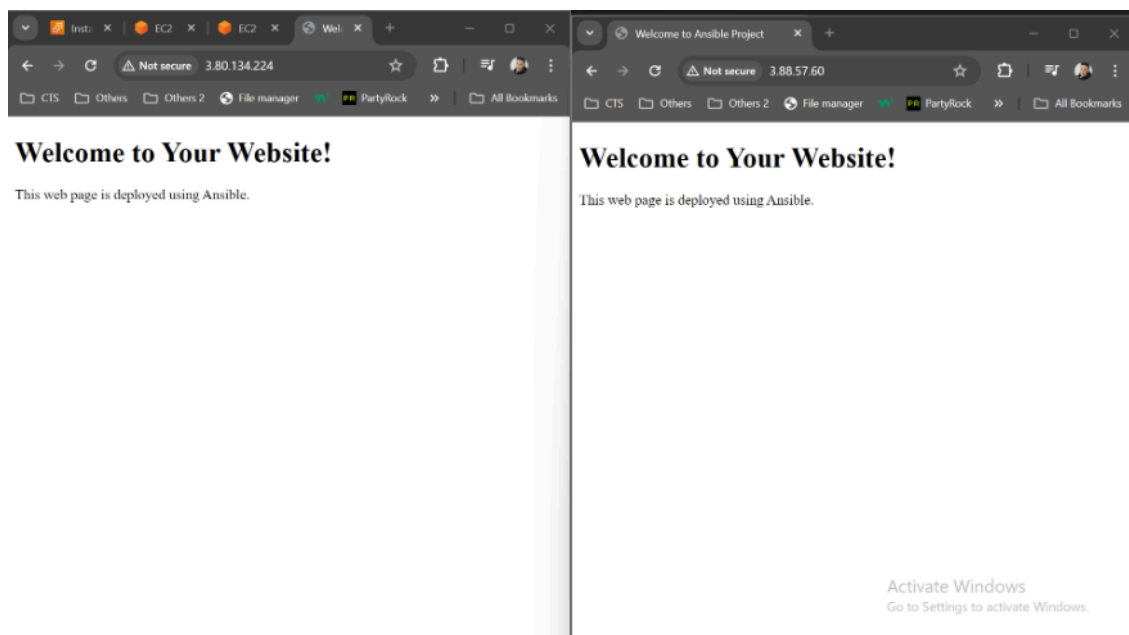 Insta
EC2
EC2
Wel
Not secure 3.80.134.224
CTS Others Others 2 File manager PartyRock » All Bookmarks
Welcome to Your Website!
This web page is deployed using Ansible.
Welcome to Ansible Project
Not secure 3.88.57.60
CTS Others Others 2 File manager PR PartyRock » All Bookmarks
Welcome to Your Website!
This web page is deployed using Ansible.
Activate Windows
Go to Settings to activate Windows.